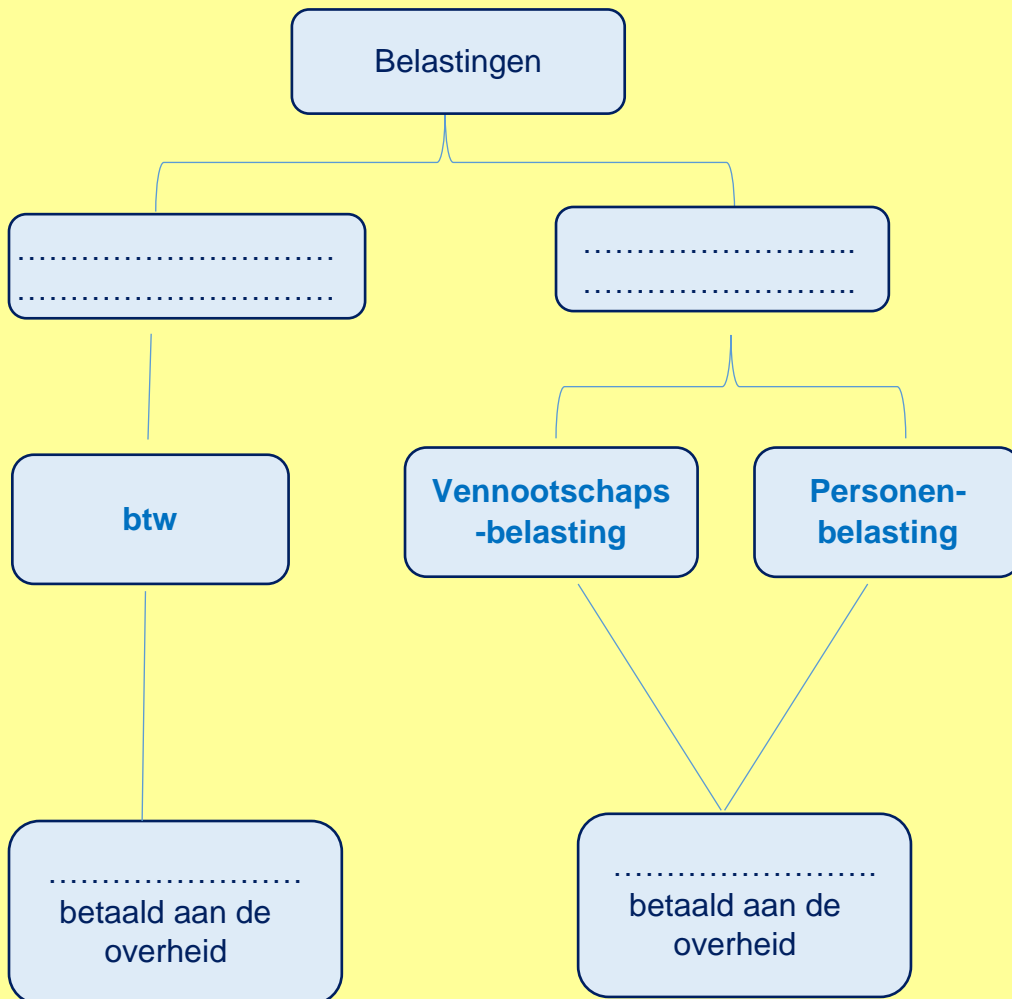 Belastingen
..............................
..............................
..........................
..........................
btw
Vennootschaps
-belasting
Personen-
belasting
........................
betaald aan de
overheid
.........................
betaald aan de
overheid